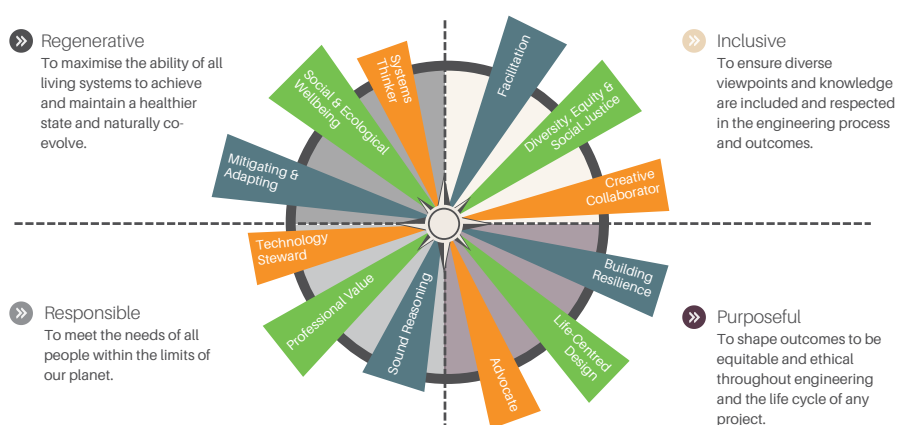 Regenerative
To maximise the ability of all
living systems to achieve
and maintain a healthier
state and naturally co-
evolve.
Inclusive
To ensure diverse
viewpoints and knowledge
are included and respected
in the engineering process
and outcomes.
Systems
Thinker
Social & Ecological
Wellbeing
Mitigating &
Adapting
Facilitation
Diversity, Equity &
Social Justice
Creative
Collaborator
Technology
Steward
Professional Value
Sound Reasoning
Building
Resilience
Life-Centred
Design
Advocate
Responsible
To meet the needs of all
people within the limits of
our planet.
Purposeful
To shape outcomes to be
equitable and ethical
throughout engineering
and the life cycle of any
project.